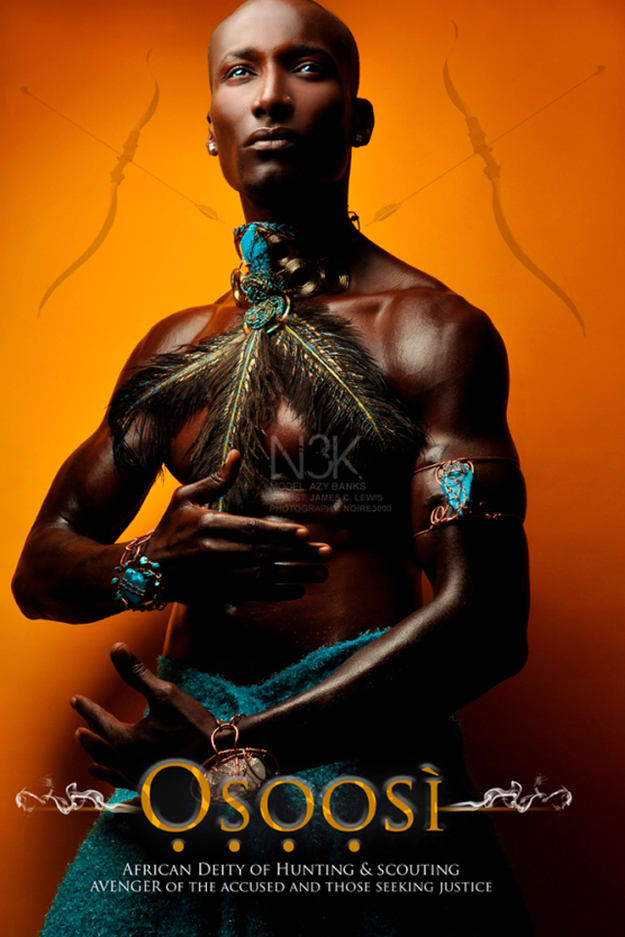 N3K
MODEL: AZY BANKS
ARTIST: JAMES C. LEWIS
PHOTOGRAPHY: NOIRE3000
Ọṣọọṣì
African Deity of Hunting & scouting
AVENGER of the accused and those seeking justice